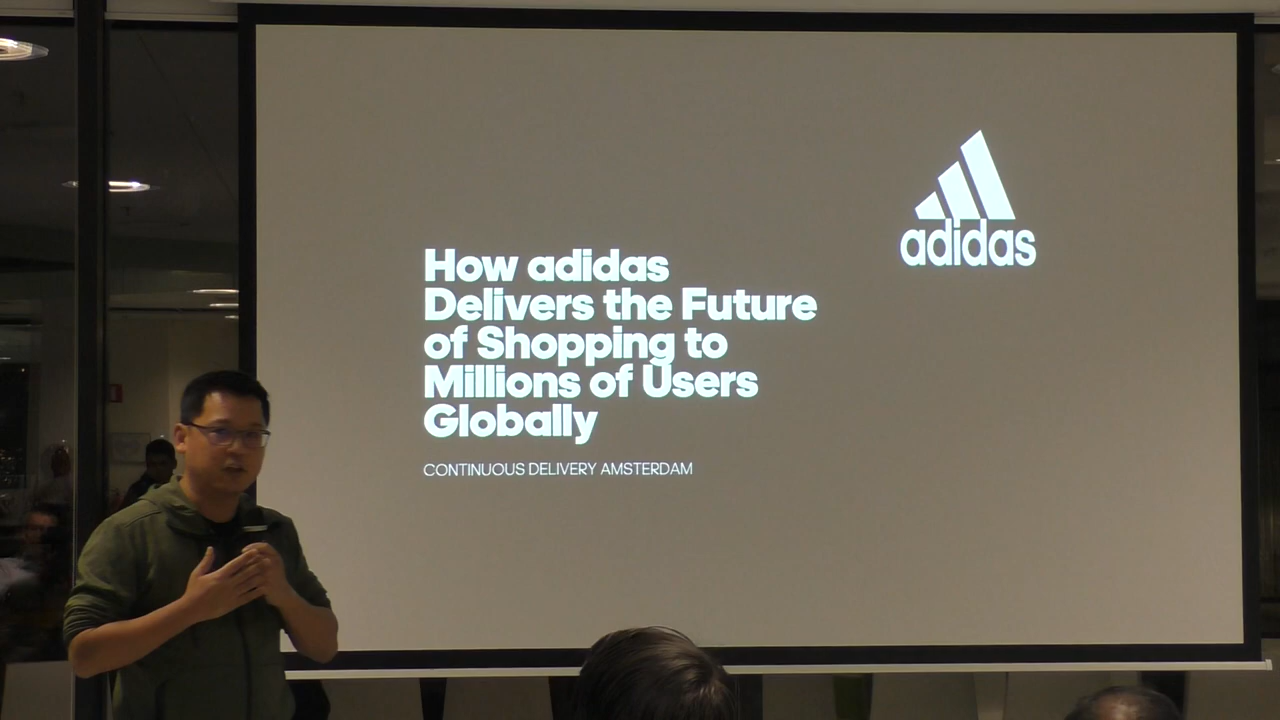 adidas
How adidas
Delivers the Future
of Shopping to
Millions of Users
Globally
CONTINUOUS DELIVERY AMSTERDAM